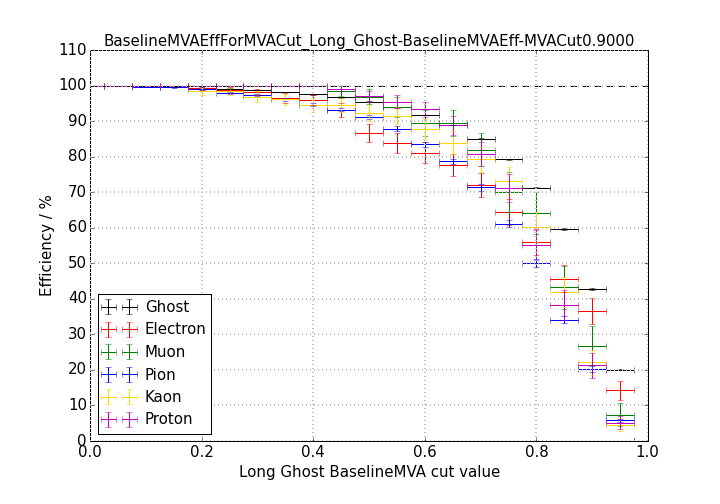 BaselineMVAEffForMVACut_Long_Ghost-BaselineMVAEff-MVACut0.9000
110
100
90
80
70
60
50
40
30
20
10
0
Efficiency / %
Ghost
Electron
Muon
Pion
Kaon
Proton
0.0 0.2 0.4 0.6 0.8 1.0
Long Ghost BaselineMVA cut value